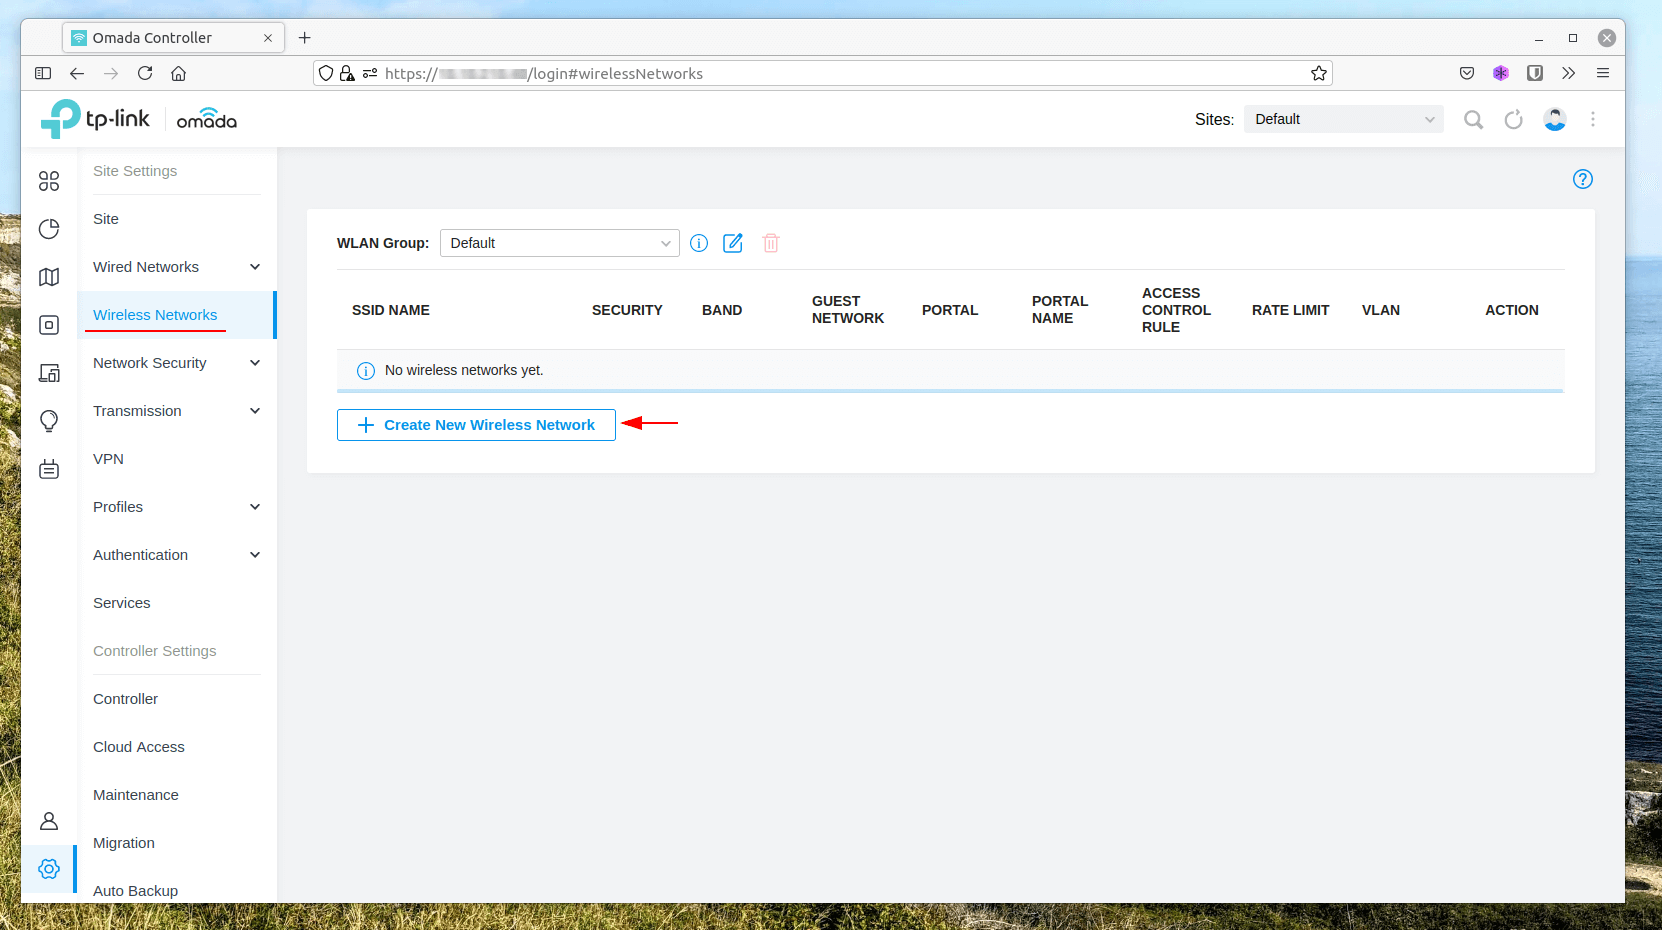 Omada Controller
https:// /login#wirelessNetworks
tp-link omada
Sites: Default
Site Settings
Site
Wired Networks
Wireless Networks
Network Security
Transmission
VPN
Profiles
Authentication
Services
Controller Settings
Controller
Cloud Access
Maintenance
Migration
Auto Backup
WLAN Group: Default
SSID NAME SECURITY BAND GUEST NETWORK PORTAL PORTAL NAME ACCESS CONTROL RULE RATE LIMIT VLAN ACTION
No wireless networks yet.
Create New Wireless Network